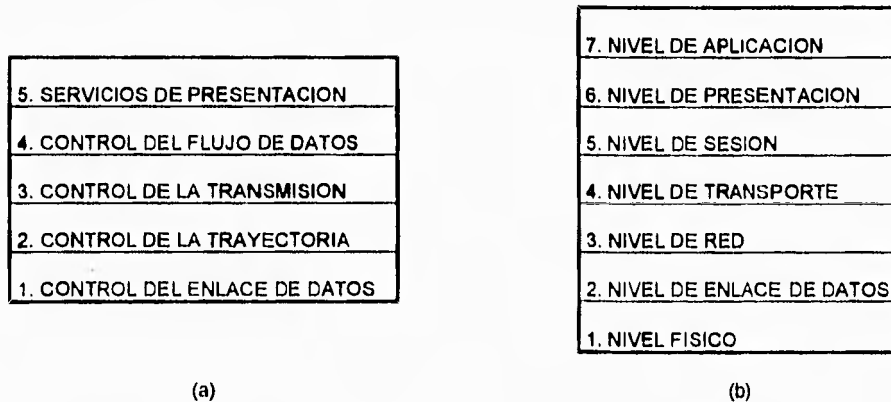 5. SERVICIOS DE PRESENTACION
4. CONTROL DEL FLUJO DE DATOS
3. CONTROL DE LA TRANSMISION
2. CONTROL DE LA TRAYECTORIA
1. CONTROL DEL ENLACE DE DATOS
(a)
7. NIVEL DE APLICACION
6. NIVEL DE PRESENTACION
5. NIVEL DE SESION
4. NIVEL DE TRANSPORTE
3. NIVEL DE RED
2. NIVEL DE ENLACE DE DATOS
1. NIVEL FISICO
(b)